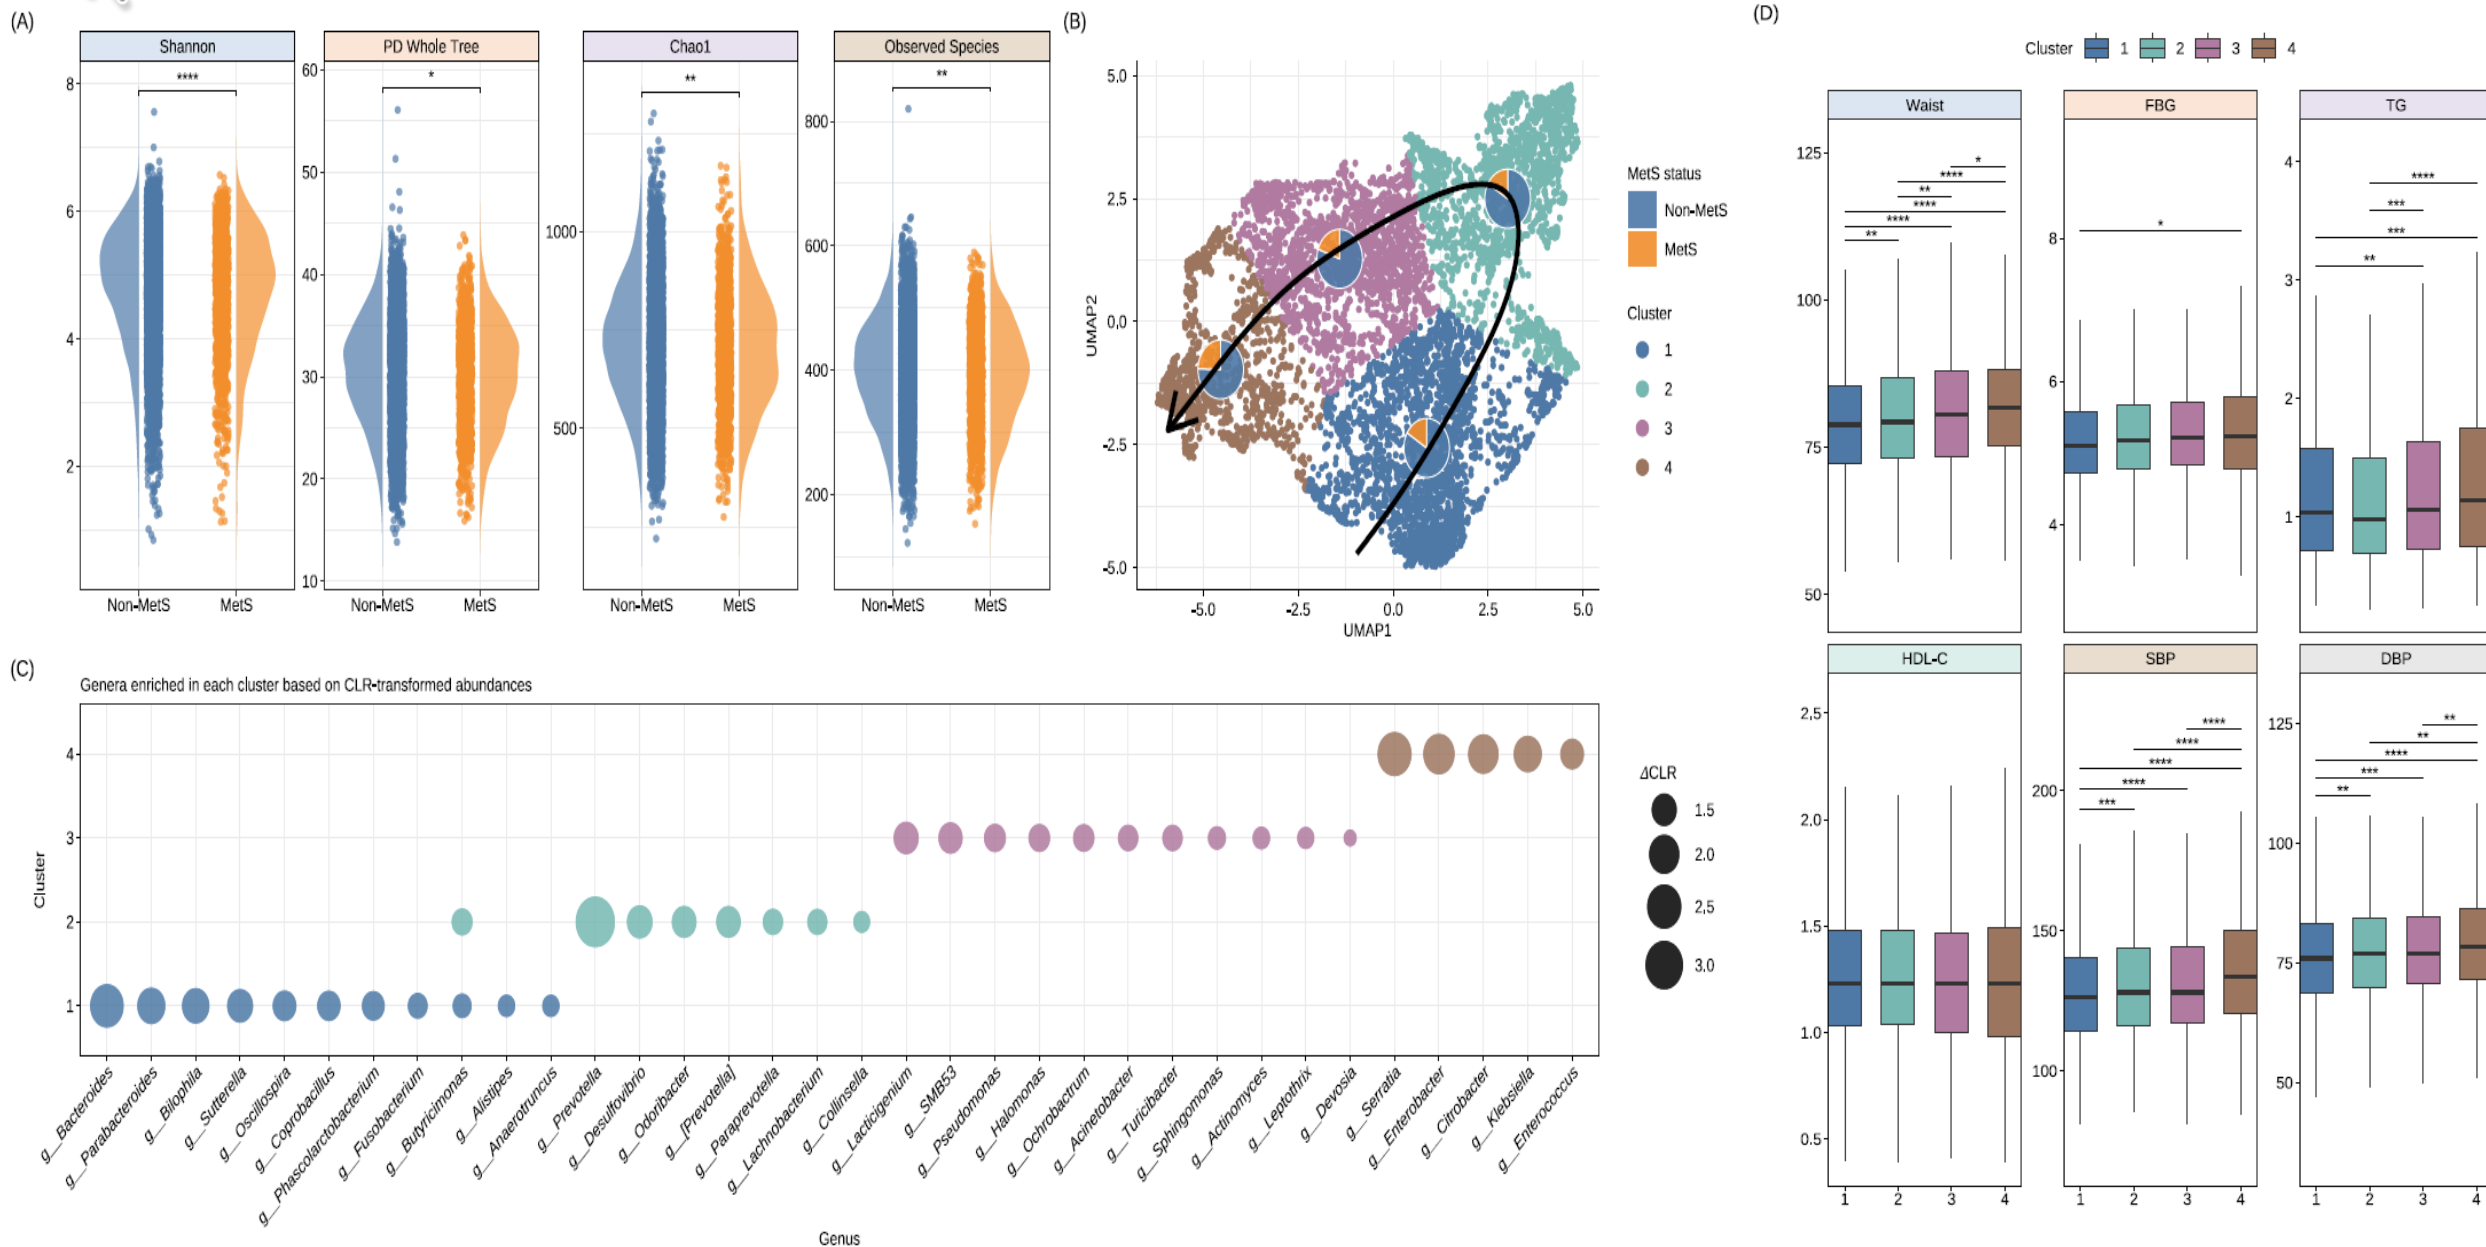 (A)
Shannon
PD Whole Tree
Chao1
Observed Species
****
*
**
**
8
6
4
2
60
50
40
30
20
10
1000
500
800
600
400
200
Non-MetS
MetS
Non-MetS
MetS
Non-MetS
MetS
Non-MetS
MetS
(B)
5.0
2.5
0.0
-2.5
-5.0
UMAP2
-5.0
-2.5
0.0
2.5
5.0
UMAP1
MetS status
Non-MetS
MetS
Cluster
1
2
3
4
(C)
Genera enriched in each cluster based on CLR-transformed abundances
4
3
2
1
Cluster
g__Bacteroides
g__Parabacteroides
g__Bilophila
g__Sutterella
g__Oscillospira
g__Coprobacillus
g__Phascolarctobacterium
g__Fusobacterium
g__Butyricimonas
g__Alistipes
g__Anaerotruncus
g__Prevotella
g__Desulfovibrio
g__Odoribacter
g__[Prevotella]
g__Paraprevotella
g__Lachnobacterium
g__Collinsella
g__Lacticigenium
g__SMB53
g__Pseudomonas
g__Halomonas
g__Ochrobactrum
g__Acinetobacter
g__Turicibacter
g__Sphingomonas
g__Actinomyces
g__Leptothrix
g__Devosia
g__Serratia
g__Enterobacter
g__Citrobacter
g__Klebsiella
g__Enterococcus
Genus
ΔCLR
1.5
2.0
2.5
3.0
(D)
Cluster 1 2 3 4
Waist
FBG
TG
125
100
75
50
*
****
**
****
****
**
8
6
4
*
4
3
2
1
****
***
***
**
HDL-C
SBP
DBP
2.5
2.0
1.5
1.0
0.5
200
150
100
****
****
****
****
***
125
100
75
50
**
**
****
***
**
1 2 3 4
1 2 3 4
1 2 3 4